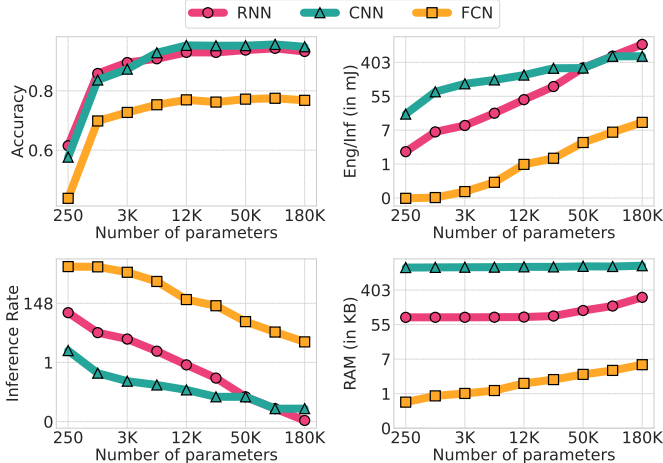 RNN CNN FCN
Accuracy
0.8
0.6
250 3K 12K 50K 180K
Number of parameters
Eng/Inf (in mJ)
403
55
7
1
0
250 3K 12K 50K 180K
Number of parameters
Inference Rate
148
1
0
250 3K 12K 50K 180K
Number of parameters
RAM (in KB)
403
55
7
1
0
250 3K 12K 50K 180K
Number of parameters